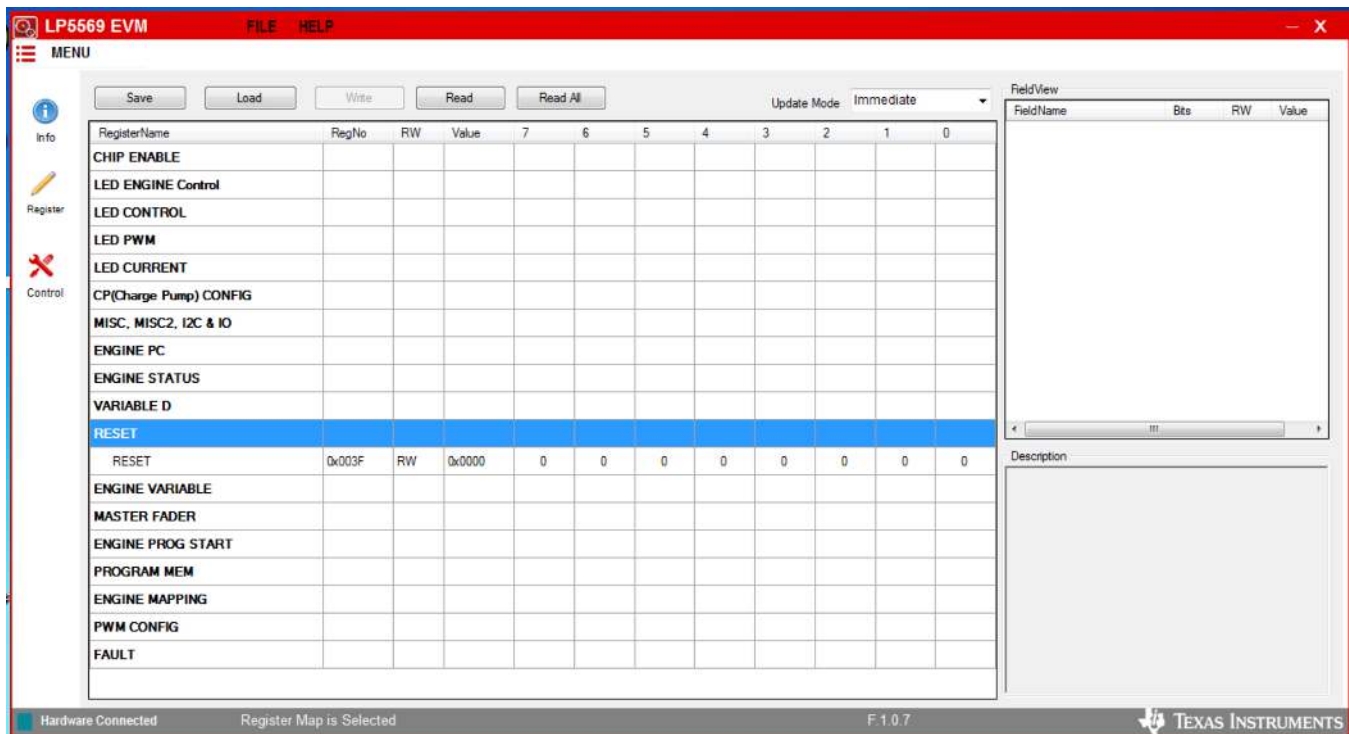 LP5569 EVM FILE HELP
MENU
Save Load Write Read Read All Update Mode Immediate
RegisterName RegNo RW Value 7 6 5 4 3 2 1 0
CHIP ENABLE
LED ENGINE Control
LED CONTROL
LED PWM
LED CURRENT
CP(Charge Pump) CONFIG
MISC, MISC2, I2C & IO
ENGINE PC
ENGINE STATUS
VARIABLE D
RESET
RESET 0x003F RW 0x0000 0 0 0 0 0 0 0 0
ENGINE VARIABLE
MASTER FADER
ENGINE PROG START
PROGRAM MEM
ENGINE MAPPING
PWM CONFIG
FAULT
Info
Register
Control
FieldView
FieldName Bits RW Value
Description
Hardware Connected Register Map is Selected F.1.0.7 TEXAS INSTRUMENTS